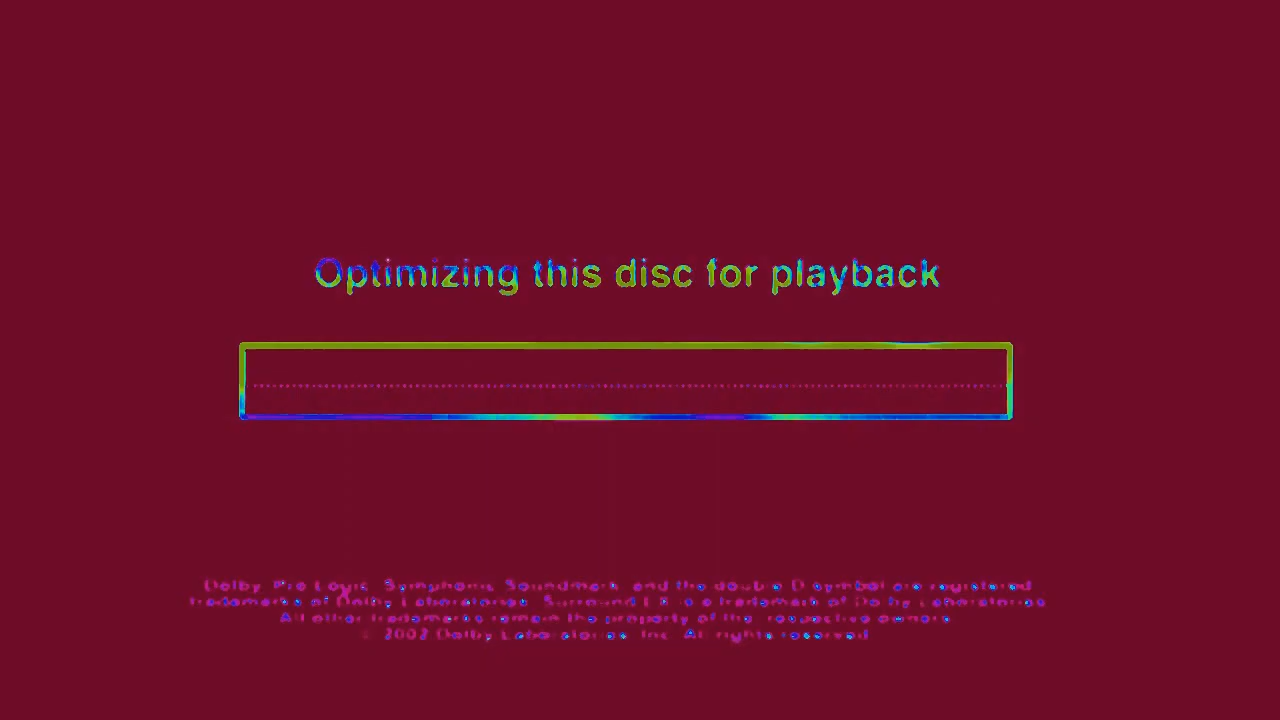 Optimizing this disc for playback
Dolby, Pro Logic, Symphonic Soundmark, and the double D symbol are registered
trademarks of Dolby Laboratories. Surround EX is a trademark of Dolby Laboratories.
All other trademarks remain the property of the respective owners.
© 2002 Dolby Laboratories, Inc. All rights reserved.